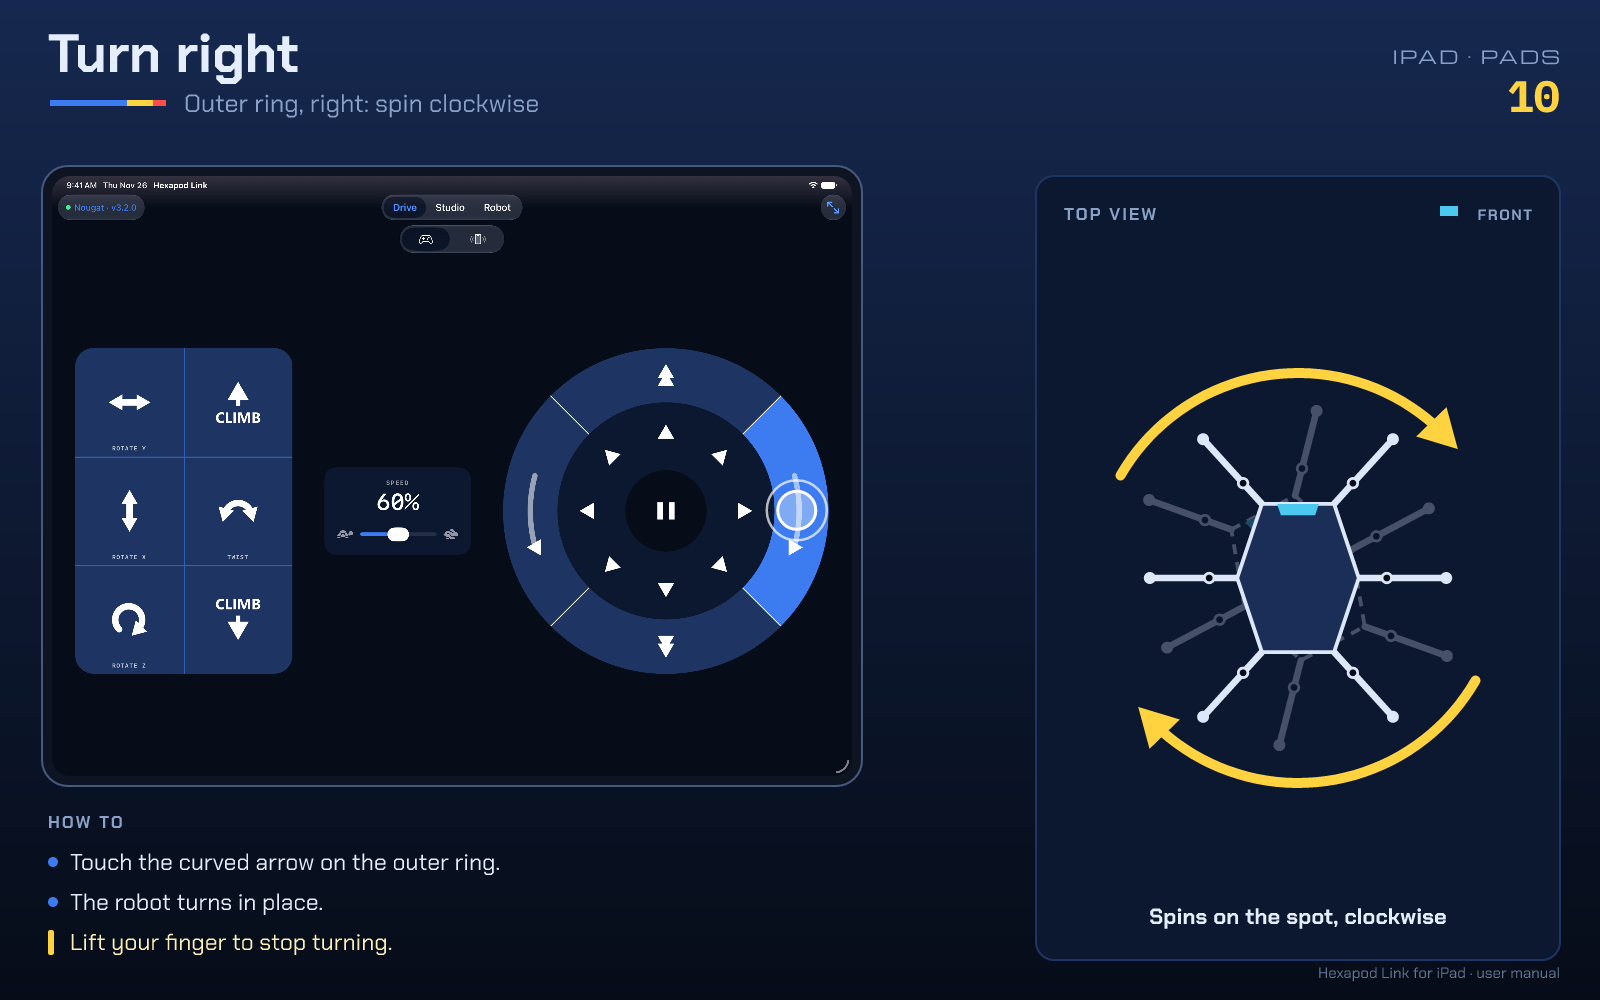 Turn right
Outer ring, right: spin clockwise
IPAD · PADS
10
9:41 AM Thu Nov 26 Hexapod Link
Nougat · v3.2.0
Drive
Studio
Robot
ROTATE Y
CLIMB
ROTATE X
TWIST
CLIMB
ROTATE Z
SPEED
60%
TOP VIEW
FRONT
Spins on the spot, clockwise
HOW TO
Touch the curved arrow on the outer ring.
The robot turns in place.
Lift your finger to stop turning.
Hexapod Link for iPad · user manual